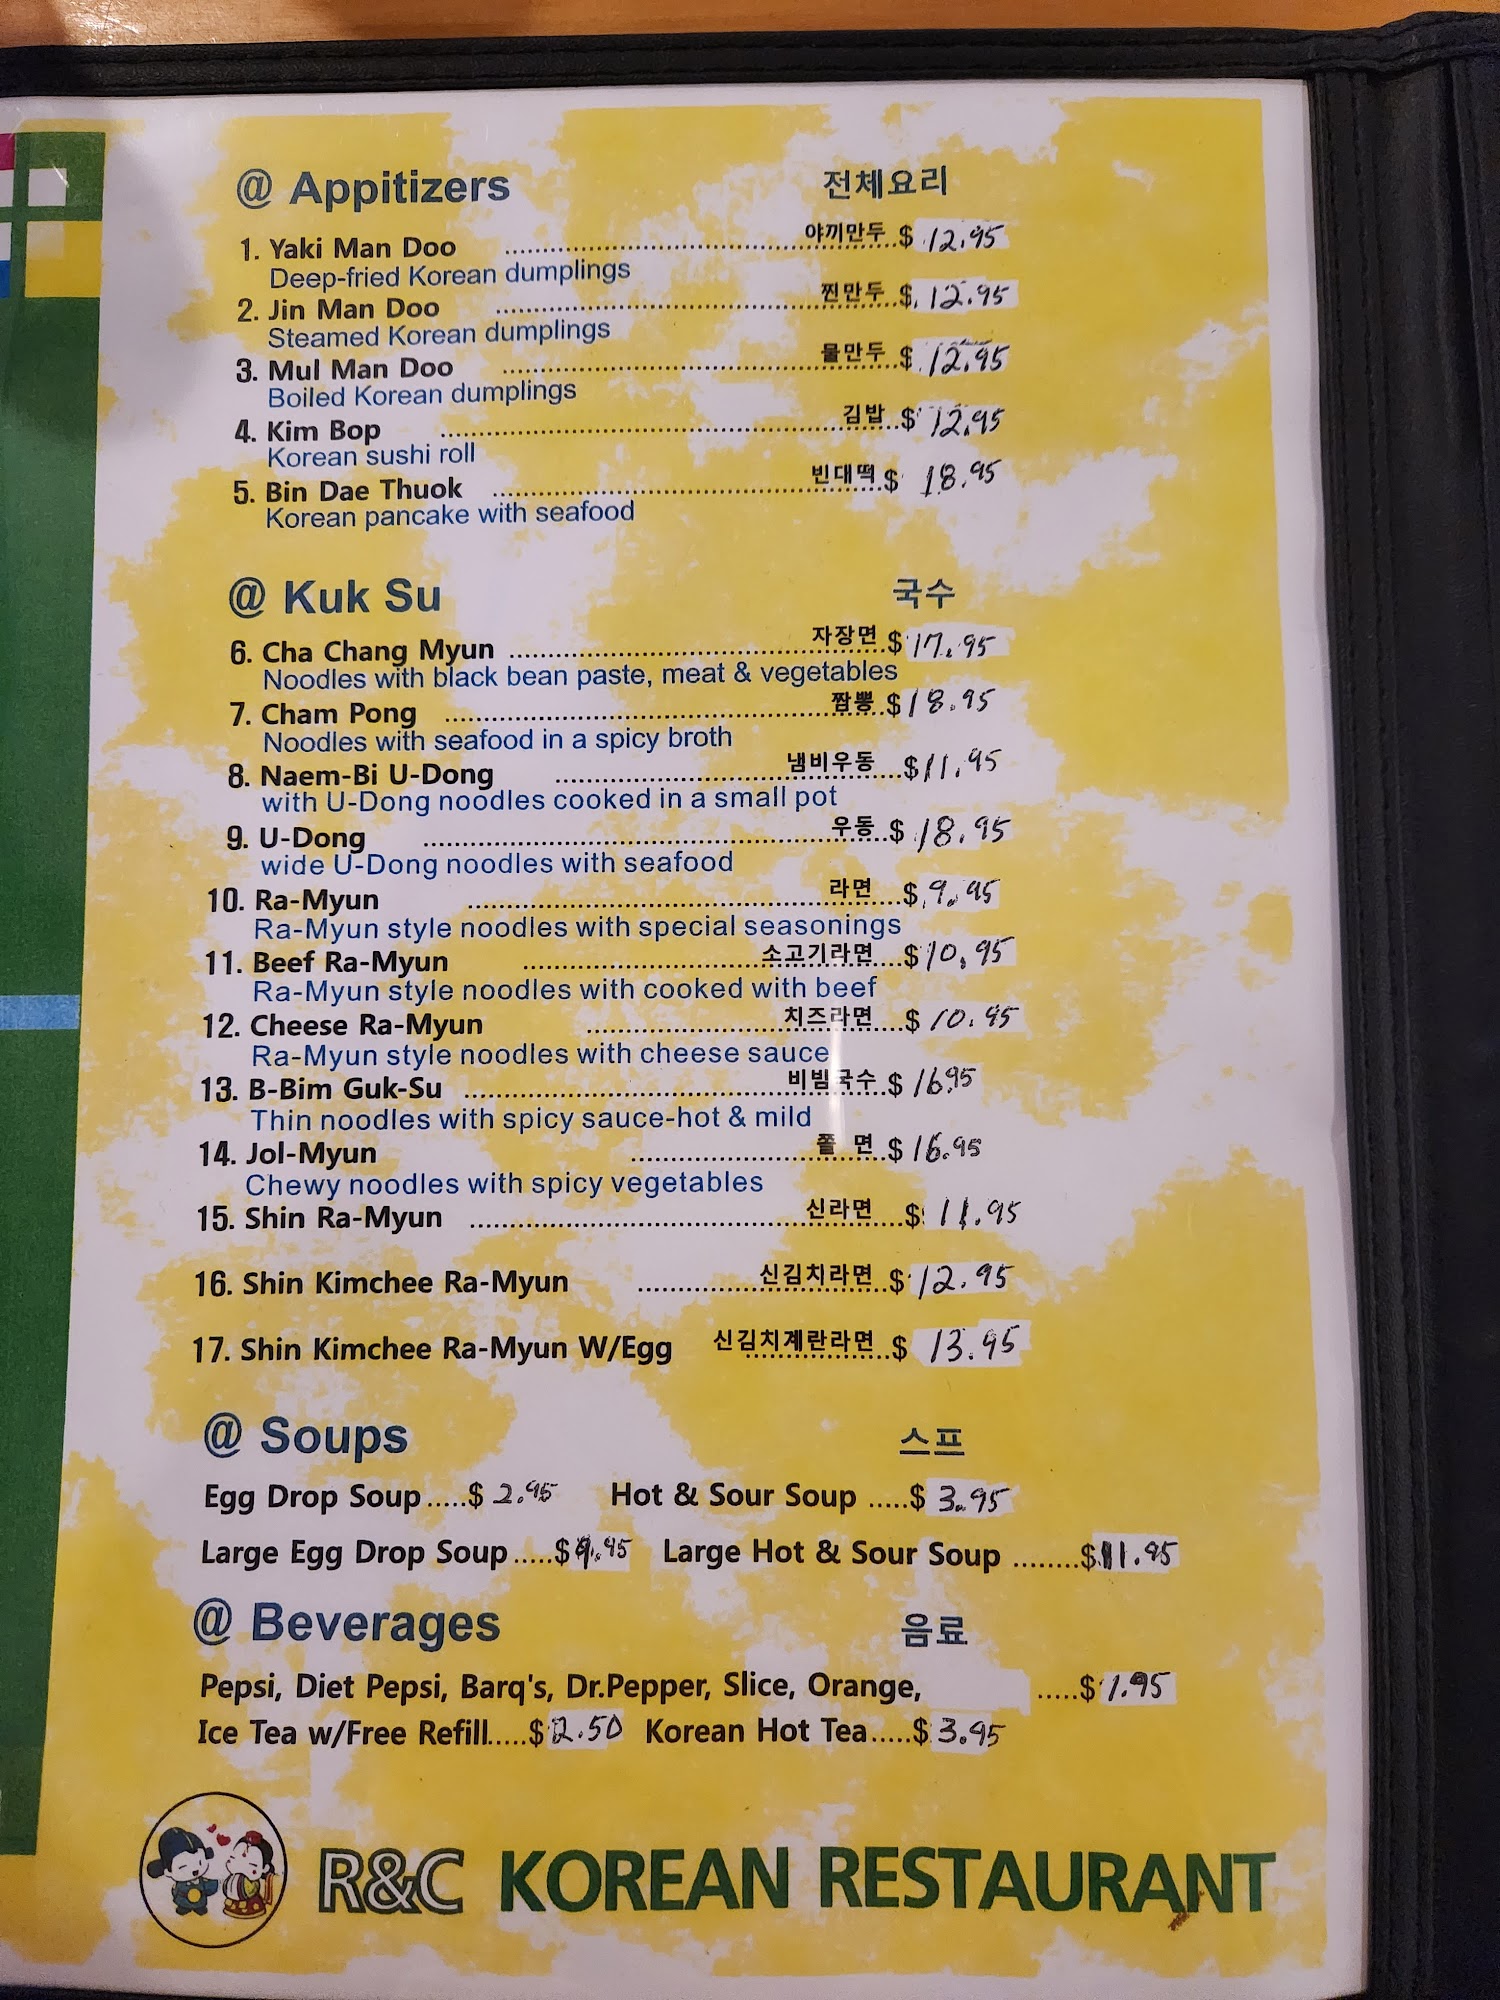 @ Appitizers 전체요리
1. Yaki Man Doo ........ 야끼만두 $ 12.95
Deep-fried Korean dumplings
2. Jin Man Doo ........ 찐만두 $ 12.95
Steamed Korean dumplings
3. Mul Man Doo ........ 물만두 $ 12.95
Boiled Korean dumplings
4. Kim Bop ........ 김밥 $ 12.95
Korean sushi roll
5. Bin Dae Thuok ........ 빈대떡 $ 18.95
Korean pancake with seafood
@ Kuk Su 국수
6. Cha Chang Myun ........ 자장면 $ 17.95
Noodles with black bean paste, meat & vegetables
7. Cham Pong ........ 짬뽕 $ 18.95
Noodles with seafood in a spicy broth
8. Naem-Bi U-Dong ........ 냄비우동 $ 11.95
with U-Dong noodles cooked in a small pot
9. U-Dong ........ 우동 $ 18.95
wide U-Dong noodles with seafood
10. Ra-Myun ........ 라면 $ 9.95
Ra-Myun style noodles with special seasonings
11. Beef Ra-Myun ........ 소고기라면 $ 10.95
Ra-Myun style noodles with cooked with beef
12. Cheese Ra-Myun ........ 치즈라면 $ 10.95
Ra-Myun style noodles with cheese sauce
13. B-Bim Guk-Su ........ 비빔국수 $ 16.95
Thin noodles with spicy sauce-hot & mild
14. Jol-Myun ........ 쫄 면 $ 16.95
Chewy noodles with spicy vegetables
15. Shin Ra-Myun ........ 신라면 $ 11.95
16. Shin Kimchee Ra-Myun ........ 신김치라면 $ 12.95
17. Shin Kimchee Ra-Myun W/Egg 신김치계란라면 $ 13.95
@ Soups 스프
Egg Drop Soup.....$ 2.95 Hot & Sour Soup .....$ 3.95
Large Egg Drop Soup.....$ 9.95 Large Hot & Sour Soup ........$ 11.95
@ Beverages 음료
Pepsi, Diet Pepsi, Barq's, Dr.Pepper, Slice, Orange, .....$ 1.95
Ice Tea w/Free Refill.....$ 2.50 Korean Hot Tea.....$ 3.95
R&C KOREAN RESTAURANT